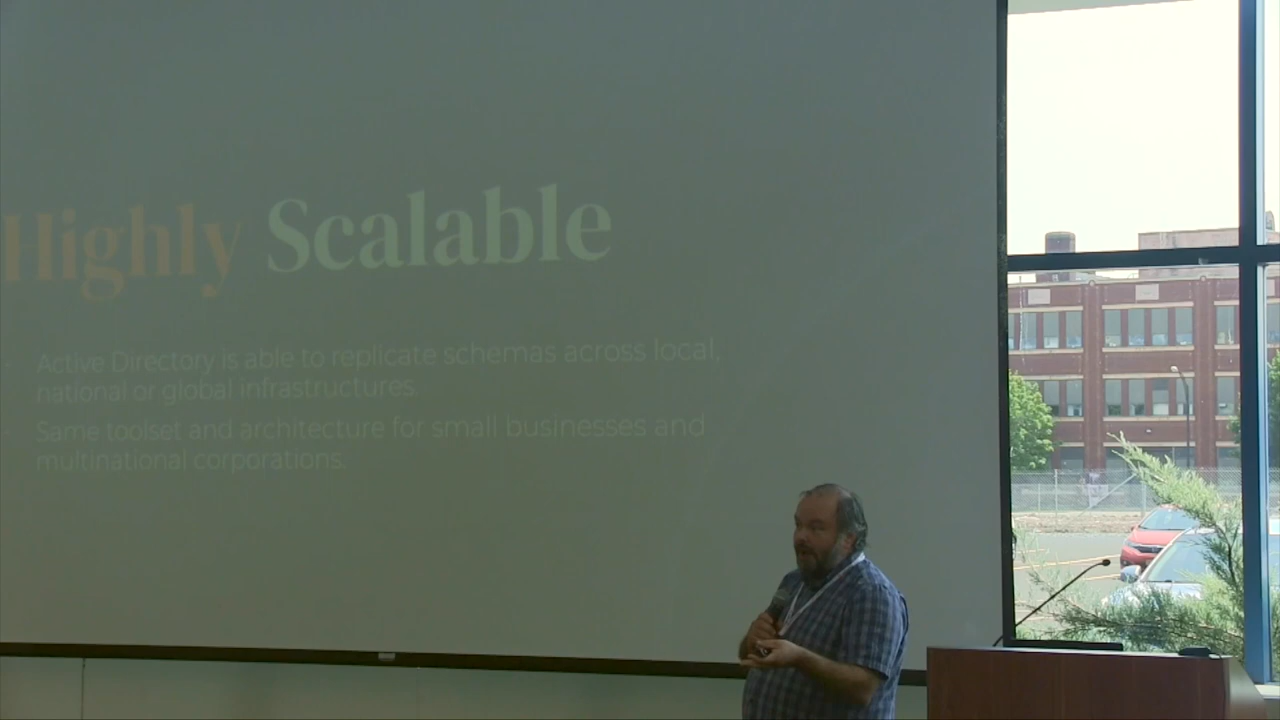 Highly Scalable
Active Directory is able to replicate schemas across local,
national or global infrastructures.
Same toolset and architecture for small businesses and
multinational corporations.